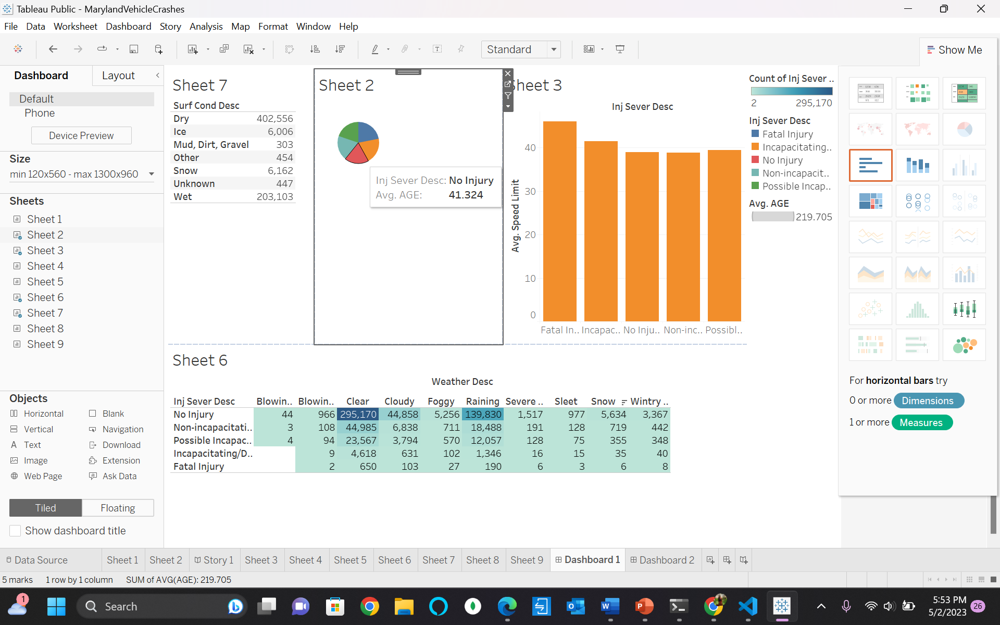 Tableau Public - MarylandVehicleCrashes
File Data Worksheet Dashboard Story Analysis Map Format Window Help
Standard
Show Me
Dashboard
Layout
Default
Phone
Device Preview
Size
min 120x560 - max 1300x960
Sheets
Sheet 1
Sheet 2
Sheet 3
Sheet 4
Sheet 5
Sheet 6
Sheet 7
Sheet 8
Sheet 9
Objects
Horizontal Blank
Vertical Navigation
Text Download
Image Extension
Web Page Ask Data
Tiled Floating
Show dashboard title
Sheet 7
Surf Cond Desc
Dry 402,556
Ice 6,006
Mud, Dirt, Gravel 303
Other 454
Snow 6,162
Unknown 447
Wet 203,103
Sheet 2
Inj Sever Desc: No Injury
Avg. AGE: 41.324
Sheet 3
Inj Sever Desc
Avg. Speed Limit
40
30
20
10
0
Fatal In.. Incapac.. No Inju.. Non-inc.. Possibl..
Count of Inj Sever ..
2 295,170
Inj Sever Desc
Fatal Injury
Incapacitating..
No Injury
Non-incapacit..
Possible Incap..
Avg. AGE
219.705
Sheet 6
Weather Desc
Inj Sever Desc Blowin.. Blowin.. Clear Cloudy Foggy Raining Severe .. Sleet Snow Wintry ..
No Injury 44 966 295,170 44,858 5,256 139,830 1,517 977 5,634 3,367
Non-incapacitati.. 3 108 44,985 6,838 711 18,488 191 128 719 442
Possible Incapac.. 4 94 23,567 3,794 570 12,057 128 75 355 348
Incapacitating/D.. 9 4,618 631 102 1,346 16 15 35 40
Fatal Injury 2 650 103 27 190 6 3 6 8
For horizontal bars try
0 or more Dimensions
1 or more Measures
Data Source Sheet 1 Sheet 2 Story 1 Sheet 3 Sheet 4 Sheet 5 Sheet 6 Sheet 7 Sheet 8 Sheet 9 Dashboard 1 Dashboard 2
5 marks 1 row by 1 column SUM of AVG(AGE): 219.705
1
Search
5:53 PM
5/2/2023
26